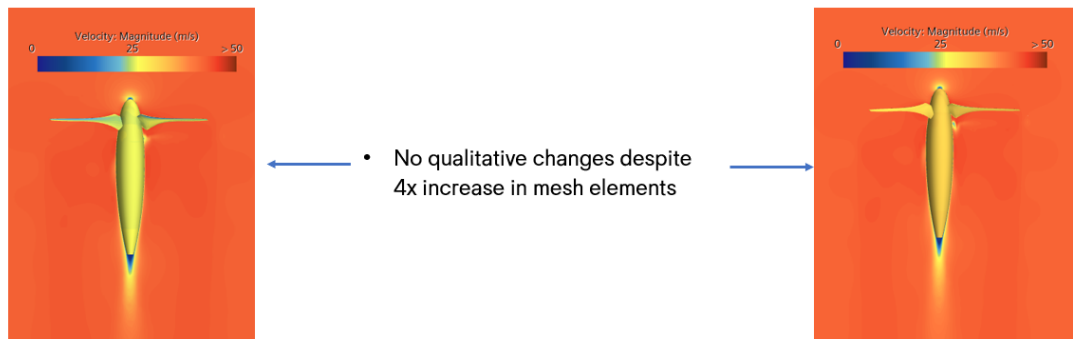 Velocity: Magnitude (m/s)
0 25 > 50
• No qualitative changes despite
4x increase in mesh elements
Velocity: Magnitude (m/s)
0 25 > 50